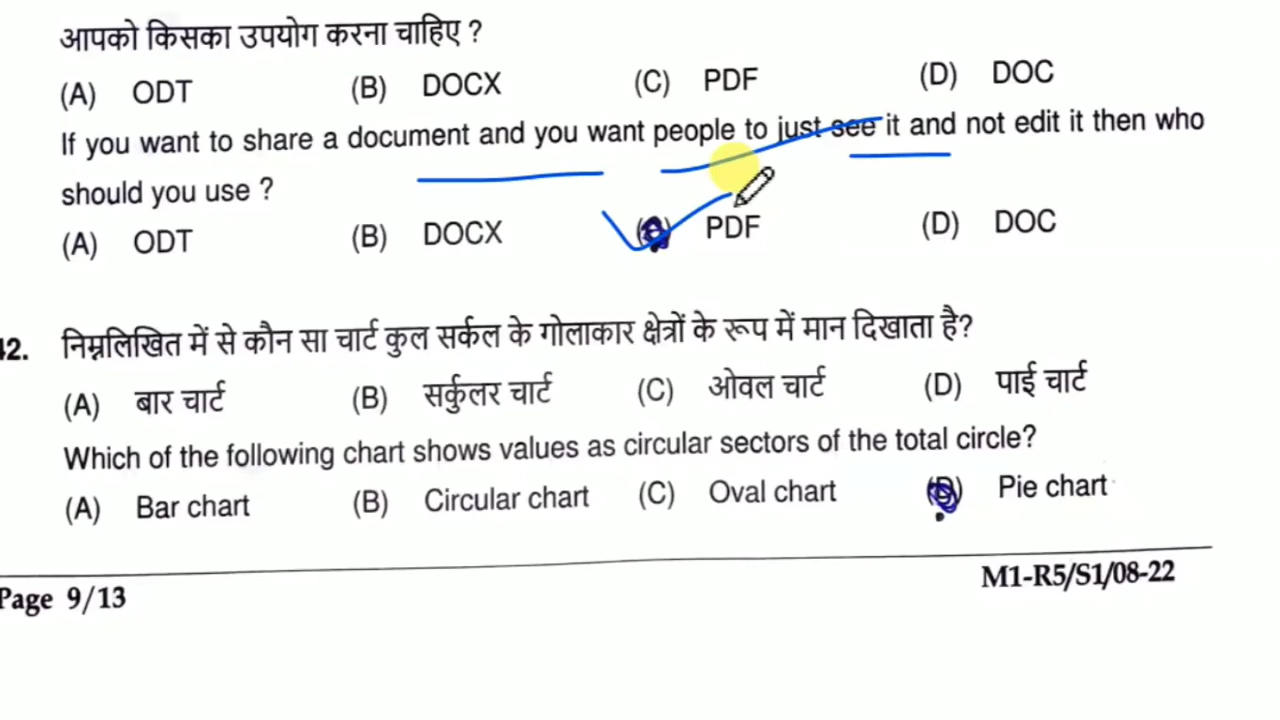 आपको किसका उपयोग करना चाहिए ?
(A) ODT (B) DOCX (C) PDF (D) DOC
If you want to share a document and you want people to just see it and not edit it then who
should you use ?
(A) ODT (B) DOCX PDF (D) DOC
42. निम्नलिखित में से कौन सा चार्ट कुल सर्कल के गोलाकार क्षेत्रों के रूप में मान दिखाता है?
(A) बार चार्ट (B) सर्कुलर चार्ट (C) ओवल चार्ट (D) पाई चार्ट
Which of the following chart shows values as circular sectors of the total circle?
(A) Bar chart (B) Circular chart (C) Oval chart (D) Pie chart
Page 9/13 M1-R5/S1/08-22